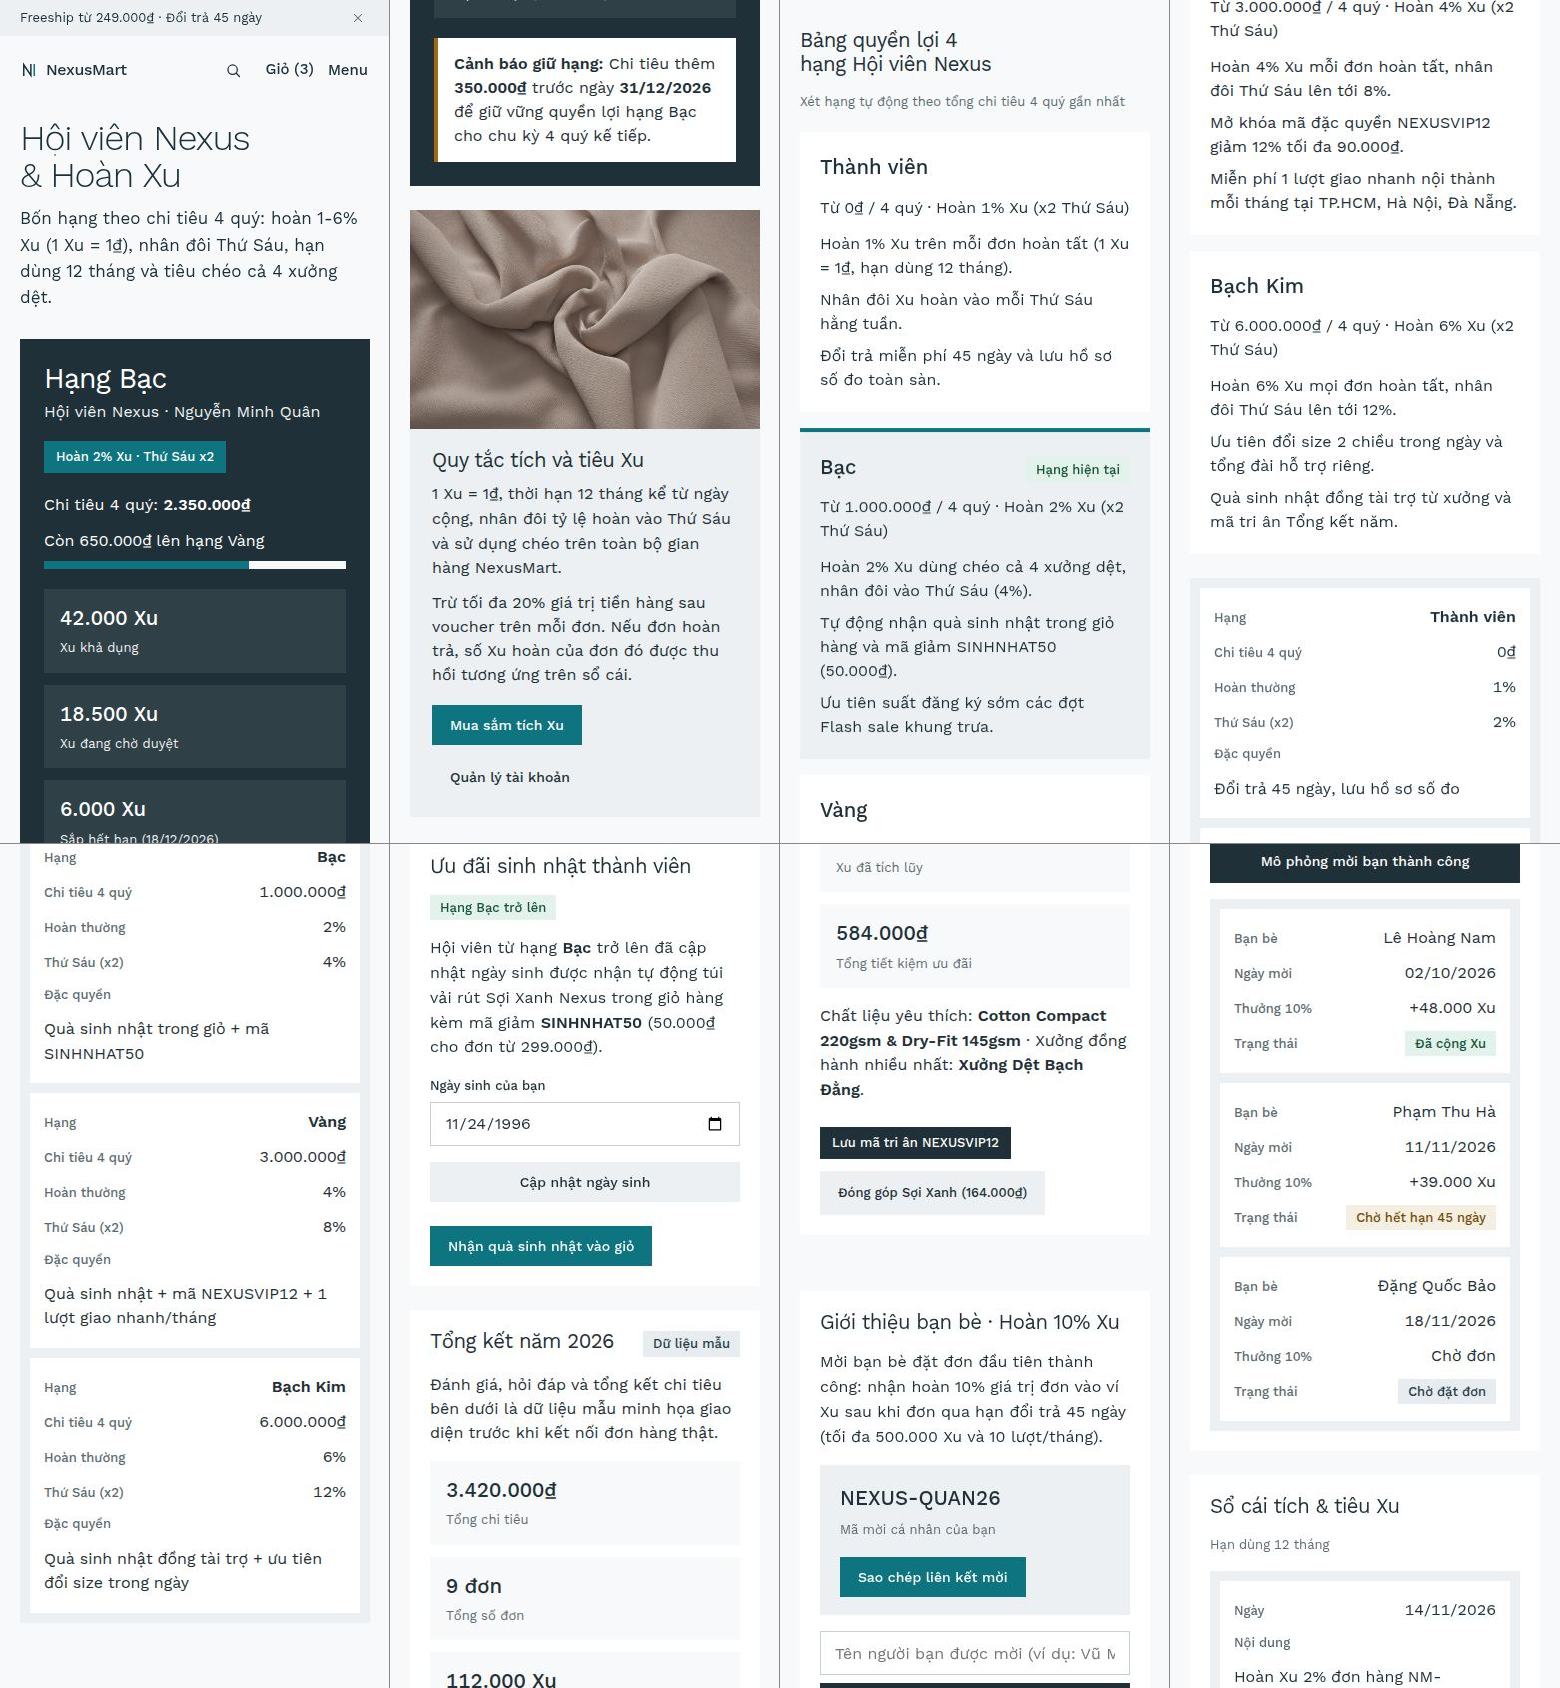 Freeship từ 249.000₫ · Đổi trả 45 ngày
NexusMart
Giỏ (3)
Menu
Hội viên Nexus
& Hoàn Xu
Bốn hạng theo chi tiêu 4 quý: hoàn 1-6%
Xu (1 Xu = 1₫), nhân đôi Thứ Sáu, hạn
dùng 12 tháng và tiêu chéo cả 4 xưởng
dệt.
Hạng Bạc
Hội viên Nexus · Nguyễn Minh Quân
Hoàn 2% Xu · Thứ Sáu x2
Chi tiêu 4 quý: 2.350.000₫
Còn 650.000₫ lên hạng Vàng
42.000 Xu
Xu khả dụng
18.500 Xu
Xu đang chờ duyệt
6.000 Xu
Sắp hết hạn (18/12/2026)
Cảnh báo giữ hạng: Chi tiêu thêm
350.000₫ trước ngày 31/12/2026
để giữ vững quyền lợi hạng Bạc
cho chu kỳ 4 quý kế tiếp.
Quy tắc tích và tiêu Xu
1 Xu = 1₫, thời hạn 12 tháng kể từ ngày
cộng, nhân đôi tỷ lệ hoàn vào Thứ Sáu
và sử dụng chéo trên toàn bộ gian
hàng NexusMart.
Trừ tối đa 20% giá trị tiền hàng sau
voucher trên mỗi đơn. Nếu đơn hoàn
trả, số Xu hoàn của đơn đó được thu
hồi tương ứng trên sổ cái.
Mua sắm tích Xu
Quản lý tài khoản
Bảng quyền lợi 4
hạng Hội viên Nexus
Xét hạng tự động theo tổng chi tiêu 4 quý gần nhất
Thành viên
Từ 0₫ / 4 quý · Hoàn 1% Xu (x2 Thứ Sáu)
Hoàn 1% Xu trên mỗi đơn hoàn tất (1 Xu
= 1₫, hạn dùng 12 tháng).
Nhân đôi Xu hoàn vào mỗi Thứ Sáu
hằng tuần.
Đổi trả miễn phí 45 ngày và lưu hồ sơ
số đo toàn sàn.
Bạc
Hạng hiện tại
Từ 1.000.000₫ / 4 quý · Hoàn 2% Xu (x2
Thứ Sáu)
Hoàn 2% Xu dùng chéo cả 4 xưởng dệt,
nhân đôi vào Thứ Sáu (4%).
Tự động nhận quà sinh nhật trong giỏ
hàng và mã giảm SINHNHAT50
(50.000₫).
Ưu tiên suất đăng ký sớm các đợt
Flash sale khung trưa.
Vàng
Từ 3.000.000₫ / 4 quý · Hoàn 4% Xu (x2
Thứ Sáu)
Hoàn 4% Xu mỗi đơn hoàn tất, nhân
đôi Thứ Sáu lên tới 8%.
Mở khóa mã đặc quyền NEXUSVIP12
giảm 12% tối đa 90.000₫.
Miễn phí 1 lượt giao nhanh nội thành
mỗi tháng tại TP.HCM, Hà Nội, Đà Nẵng.
Bạch Kim
Từ 6.000.000₫ / 4 quý · Hoàn 6% Xu (x2
Thứ Sáu)
Hoàn 6% Xu mọi đơn hoàn tất, nhân
đôi Thứ Sáu lên tới 12%.
Ưu tiên đổi size 2 chiều trong ngày và
tổng đài hỗ trợ riêng.
Quà sinh nhật đồng tài trợ từ xưởng và
mã tri ân Tổng kết năm.
Hạng Thành viên
Chi tiêu 4 quý 0₫
Hoàn thường 1%
Thứ Sáu (x2) 2%
Đặc quyền
Đổi trả 45 ngày, lưu hồ sơ số đo
Hạng Bạc
Chi tiêu 4 quý 1.000.000₫
Hoàn thường 2%
Thứ Sáu (x2) 4%
Đặc quyền
Quà sinh nhật trong giỏ + mã
SINHNHAT50
Hạng Vàng
Chi tiêu 4 quý 3.000.000₫
Hoàn thường 4%
Thứ Sáu (x2) 8%
Đặc quyền
Quà sinh nhật + mã NEXUSVIP12 + 1
lượt giao nhanh/tháng
Hạng Bạch Kim
Chi tiêu 4 quý 6.000.000₫
Hoàn thường 6%
Thứ Sáu (x2) 12%
Đặc quyền
Quà sinh nhật đồng tài trợ + ưu tiên
đổi size trong ngày
Ưu đãi sinh nhật thành viên
Hạng Bạc trở lên
Hội viên từ hạng Bạc trở lên đã cập
nhật ngày sinh được nhận tự động túi
vải rút Sợi Xanh Nexus trong giỏ hàng
kèm mã giảm SINHNHAT50 (50.000₫
cho đơn từ 299.000₫).
Ngày sinh của bạn
11/24/1996
Cập nhật ngày sinh
Nhận quà sinh nhật vào giỏ
Tổng kết năm 2026
Dữ liệu mẫu
Đánh giá, hỏi đáp và tổng kết chi tiêu
bên dưới là dữ liệu mẫu minh họa giao
diện trước khi kết nối đơn hàng thật.
3.420.000₫
Tổng chi tiêu
9 đơn
Tổng số đơn
112.000 Xu
Xu đã tích lũy
584.000₫
Tổng tiết kiệm ưu đãi
Chất liệu yêu thích: Cotton Compact
220gsm & Dry-Fit 145gsm · Xưởng đồng
hành nhiều nhất: Xưởng Dệt Bạch
Đằng.
Lưu mã tri ân NEXUSVIP12
Đóng góp Sợi Xanh (164.000₫)
Giới thiệu bạn bè · Hoàn 10% Xu
Mời bạn bè đặt đơn đầu tiên thành
công: nhận hoàn 10% giá trị đơn vào ví
Xu sau khi đơn qua hạn đổi trả 45 ngày
(tối đa 500.000 Xu và 10 lượt/tháng).
NEXUS-QUAN26
Mã mời cá nhân của bạn
Sao chép liên kết mời
Tên người bạn được mời (ví dụ: Vũ M
Mô phỏng mời bạn thành công
Bạn bè Lê Hoàng Nam
Ngày mời 02/10/2026
Thưởng 10% +48.000 Xu
Trạng thái Đã cộng Xu
Bạn bè Phạm Thu Hà
Ngày mời 11/11/2026
Thưởng 10% +39.000 Xu
Trạng thái Chờ hết hạn 45 ngày
Bạn bè Đặng Quốc Bảo
Ngày mời 18/11/2026
Thưởng 10% Chờ đơn
Trạng thái Chờ đặt đơn
Sổ cái tích & tiêu Xu
Hạn dùng 12 tháng
Ngày 14/11/2026
Nội dung
Hoàn Xu 2% đơn hàng NM-